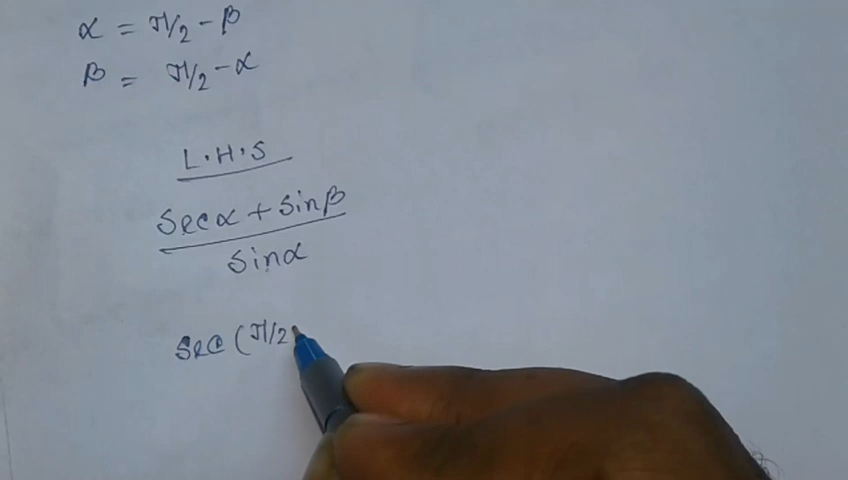 α = π/2 - β
β = π/2 - α
L.H.S
secα + sinβ
sinα
sec (π/2